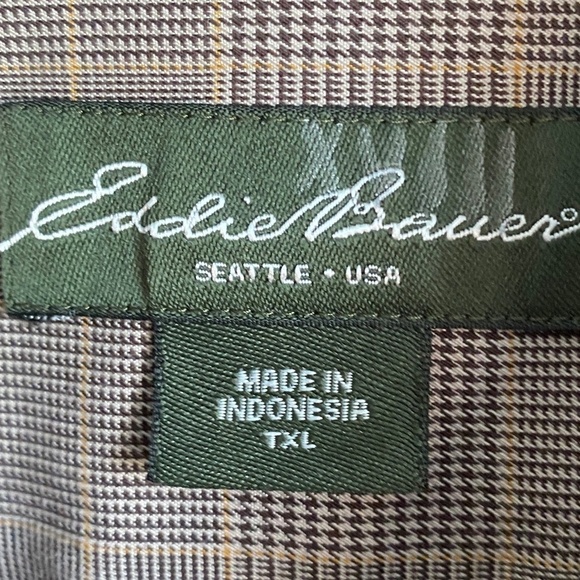 Eddie Bauer®
SEATTLE • USA
MADE IN
INDONESIA
TXL